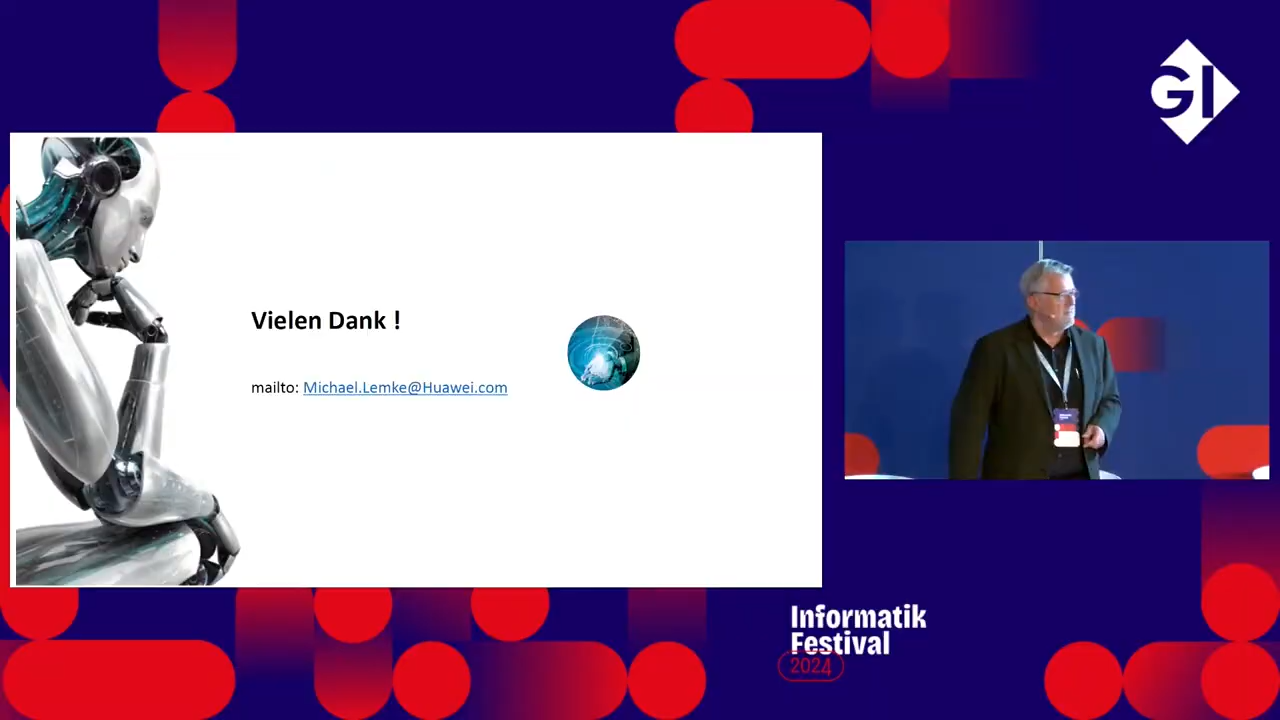 GI
Vielen Dank !
mailto: Michael.Lemke@Huawei.com
Informatik
Festival
2024